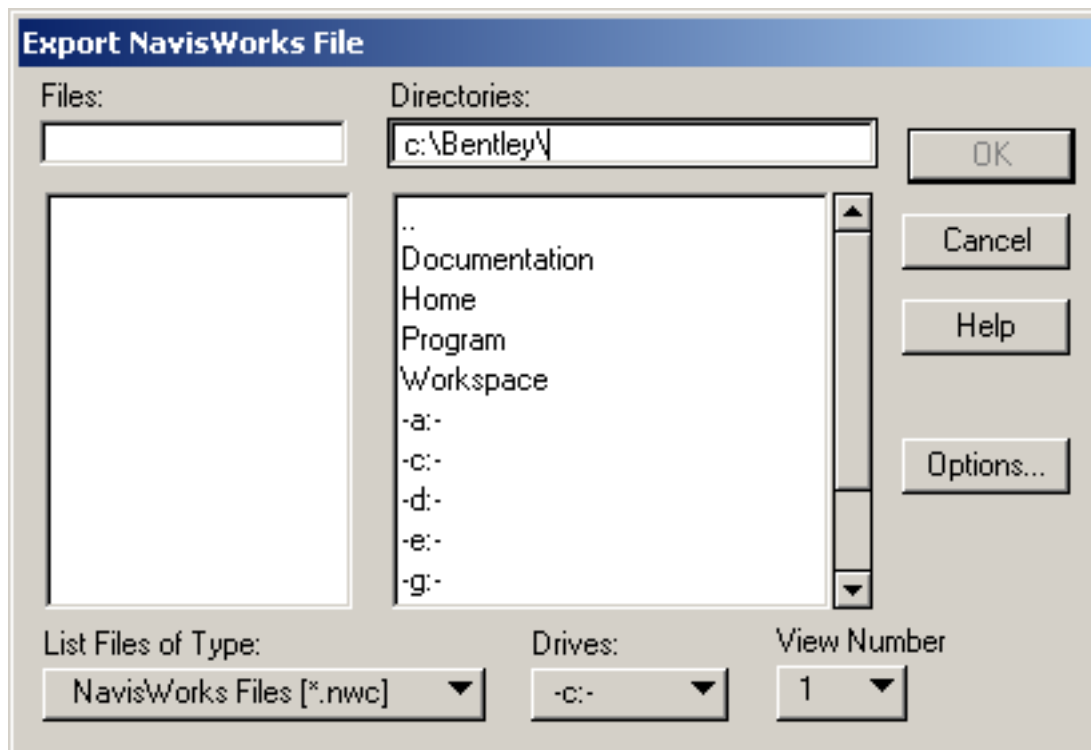 Export NavisWorks File
Files:
Directories:
c:\Bentley\
OK
..
Documentation
Home
Program
Workspace
-a:-
-c:-
-d:-
-e:-
-g:-
Cancel
Help
Options...
List Files of Type:
Drives:
View Number
NavisWorks Files [*.nwc]
-c:-
1